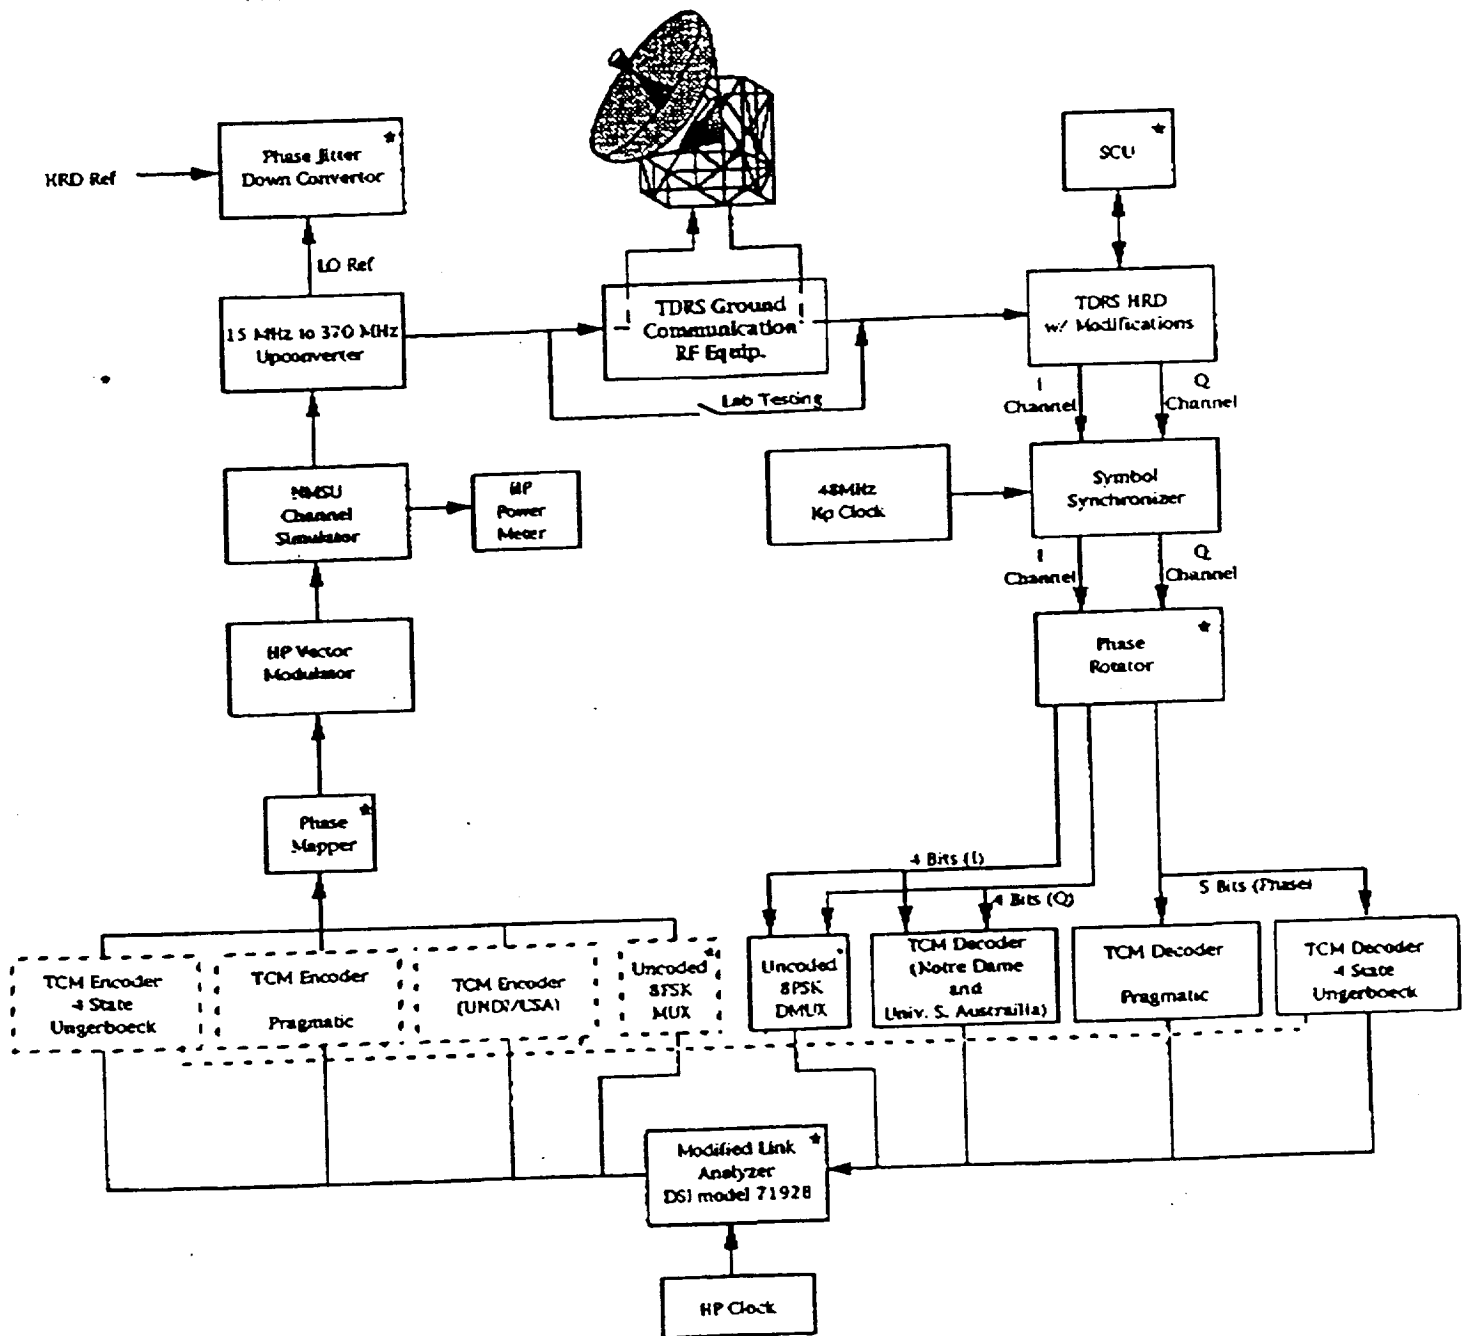 HRD Ref
Phase Jitter
Down Convertor
LO Ref
15 MHz to 370 MHz
Upconverter
TDRS Ground
Communication
RF Equip.
Lab Testing
SCU
TDRS HRD
w/ Modifications
I
Channel
Q
Channel
NMSU
Channel
Simulator
HP
Power
Meter
48MHz
Kp Clock
Symbol
Synchronizer
I
Channel
Q
Channel
HP Vector
Modulator
Phase
Rotator
Phase
Mapper
4 Bits (I)
4 Bits (Q)
5 Bits (Phase)
TCM Encoder
4 State
Ungerboeck
TCM Encoder
Pragmatic
TCM Encoder
Uncoded
8PSK
MUX
Uncoded
8PSK
DMUX
TCM Decoder
(Notre Dame
and
Univ. S. Austrailia)
TCM Decoder
Pragmatic
TCM Decoder
4 State
Ungerboeck
Modified Link
Analyzer
DSI model 7192B
HP Clock